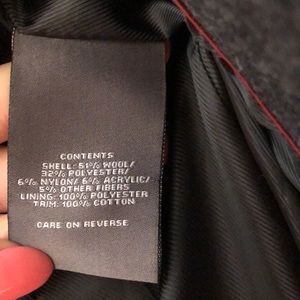 CONTENTS
SHELL: 51% WOOL/
32% POLYESTER/
6% NYLON/ 6% ACRYLIC/
5% OTHER FIBERS
LINING: 100% POLYESTER
TRIM: 100% COTTON
CARE ON REVERSE